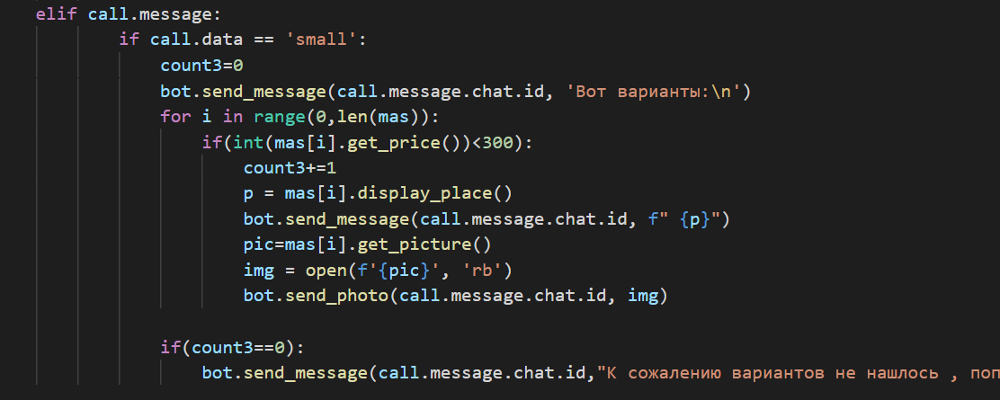 elif call.message:
if call.data == 'small':
count3=0
bot.send_message(call.message.chat.id, 'Вот варианты:\n')
for i in range(0,len(mas)):
if(int(mas[i].get_price())<300):
count3+=1
p = mas[i].display_place()
bot.send_message(call.message.chat.id, f" {p}")
pic=mas[i].get_picture()
img = open(f'{pic}', 'rb')
bot.send_photo(call.message.chat.id, img)
if(count3==0):
bot.send_message(call.message.chat.id,"К сожалению вариантов не нашлось ,